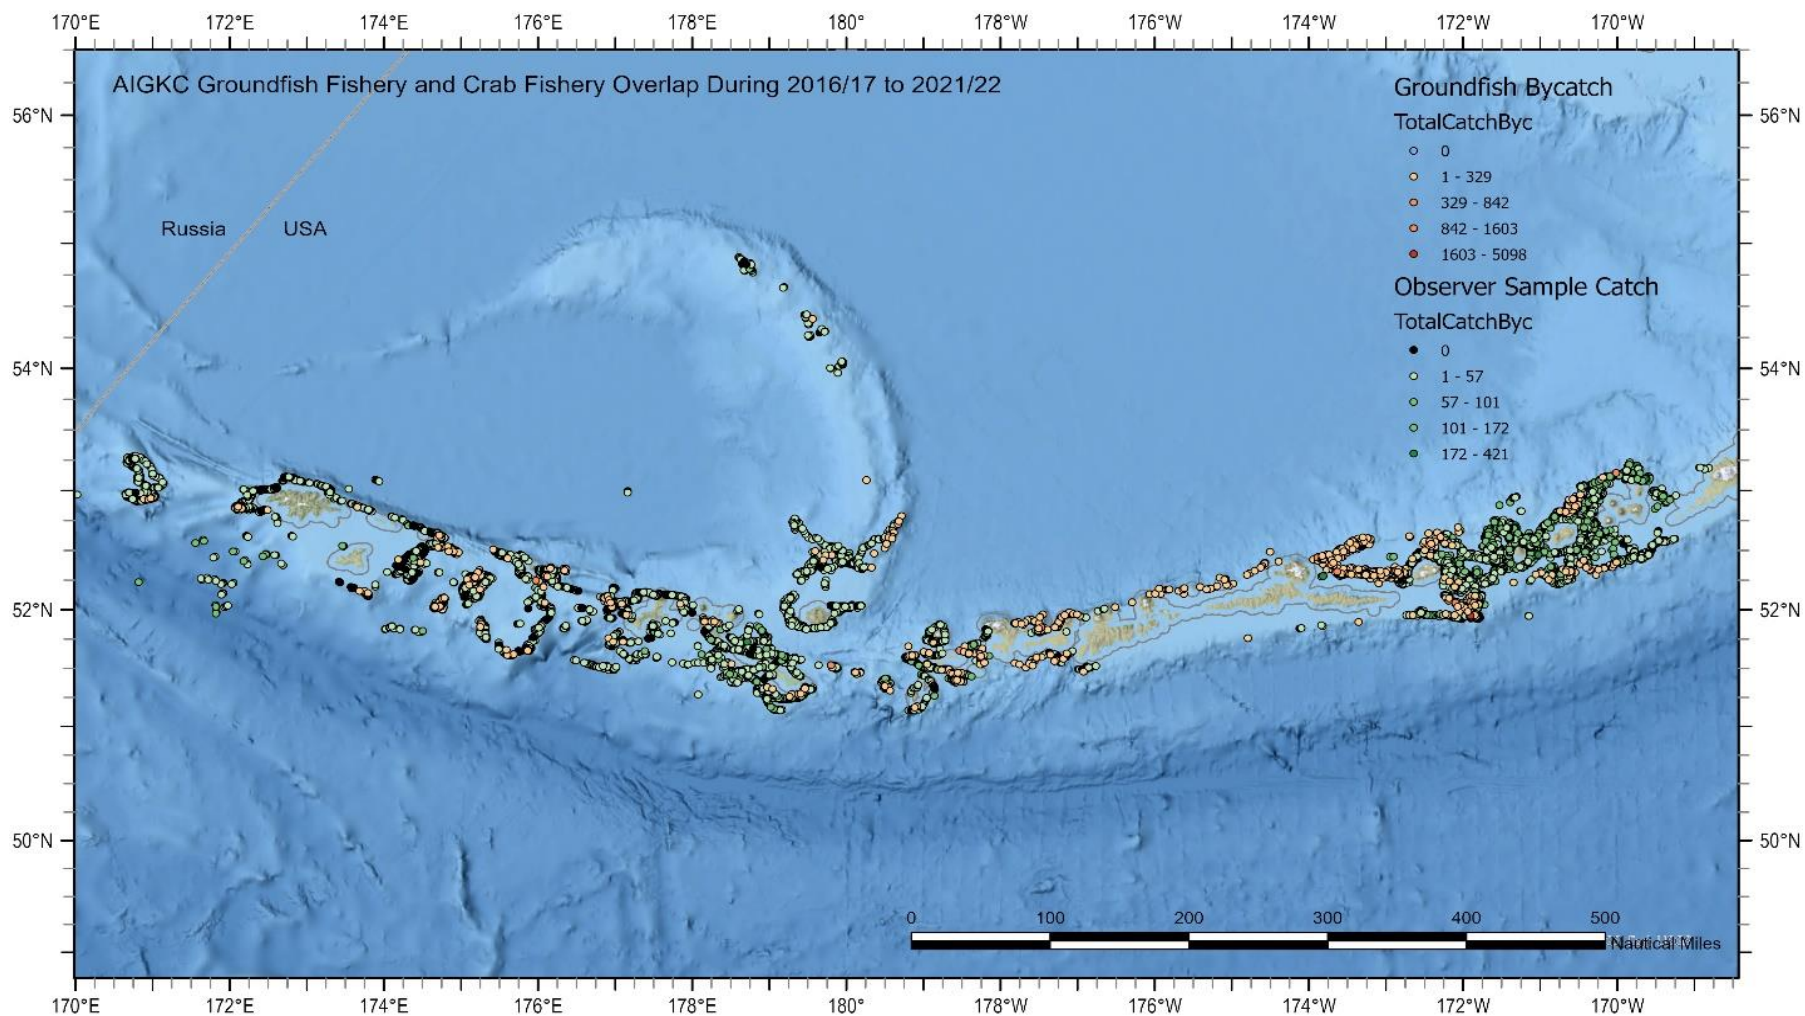 170°E 172°E 174°E 176°E 178°E 180° 178°W 176°W 174°W 172°W 170°W
AIGKC Groundfish Fishery and Crab Fishery Overlap During 2016/17 to 2021/22
Groundfish Bycatch
56°N 56°N
TotalCatchByc
0
1 - 329
329 - 842
842 - 1603
1603 - 5098
Russia USA
Observer Sample Catch
TotalCatchByc
0
54°N 54°N
1 - 57
57 - 101
101 - 172
172 - 421
52°N 52°N
50°N 50°N
0 100 200 300 400 500
Nautical Miles
170°E 172°E 174°E 176°E 178°E 180° 178°W 176°W 174°W 172°W 170°W